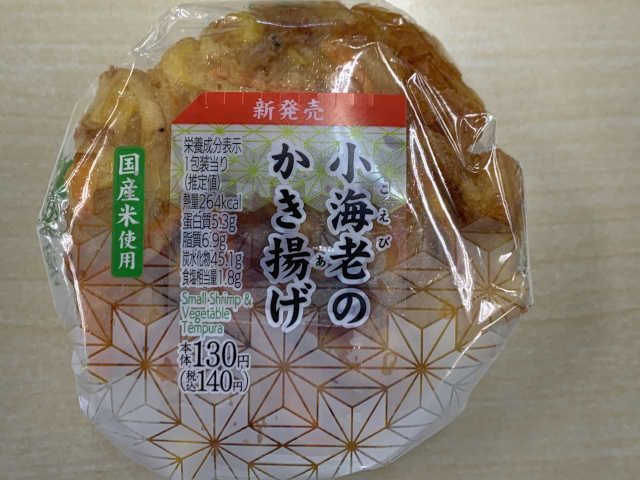 新発売
小海老の
こえび
かき揚げ
あ
国産米使用
栄養成分表示
1包装当り
(推定値)
熱量264kcal
蛋白質5.3g
脂質6.9g
炭水化物45.1g
食塩相当量1.8g
Small Shrimp &
Vegetable
Tempura
本体130円
(税込140円)